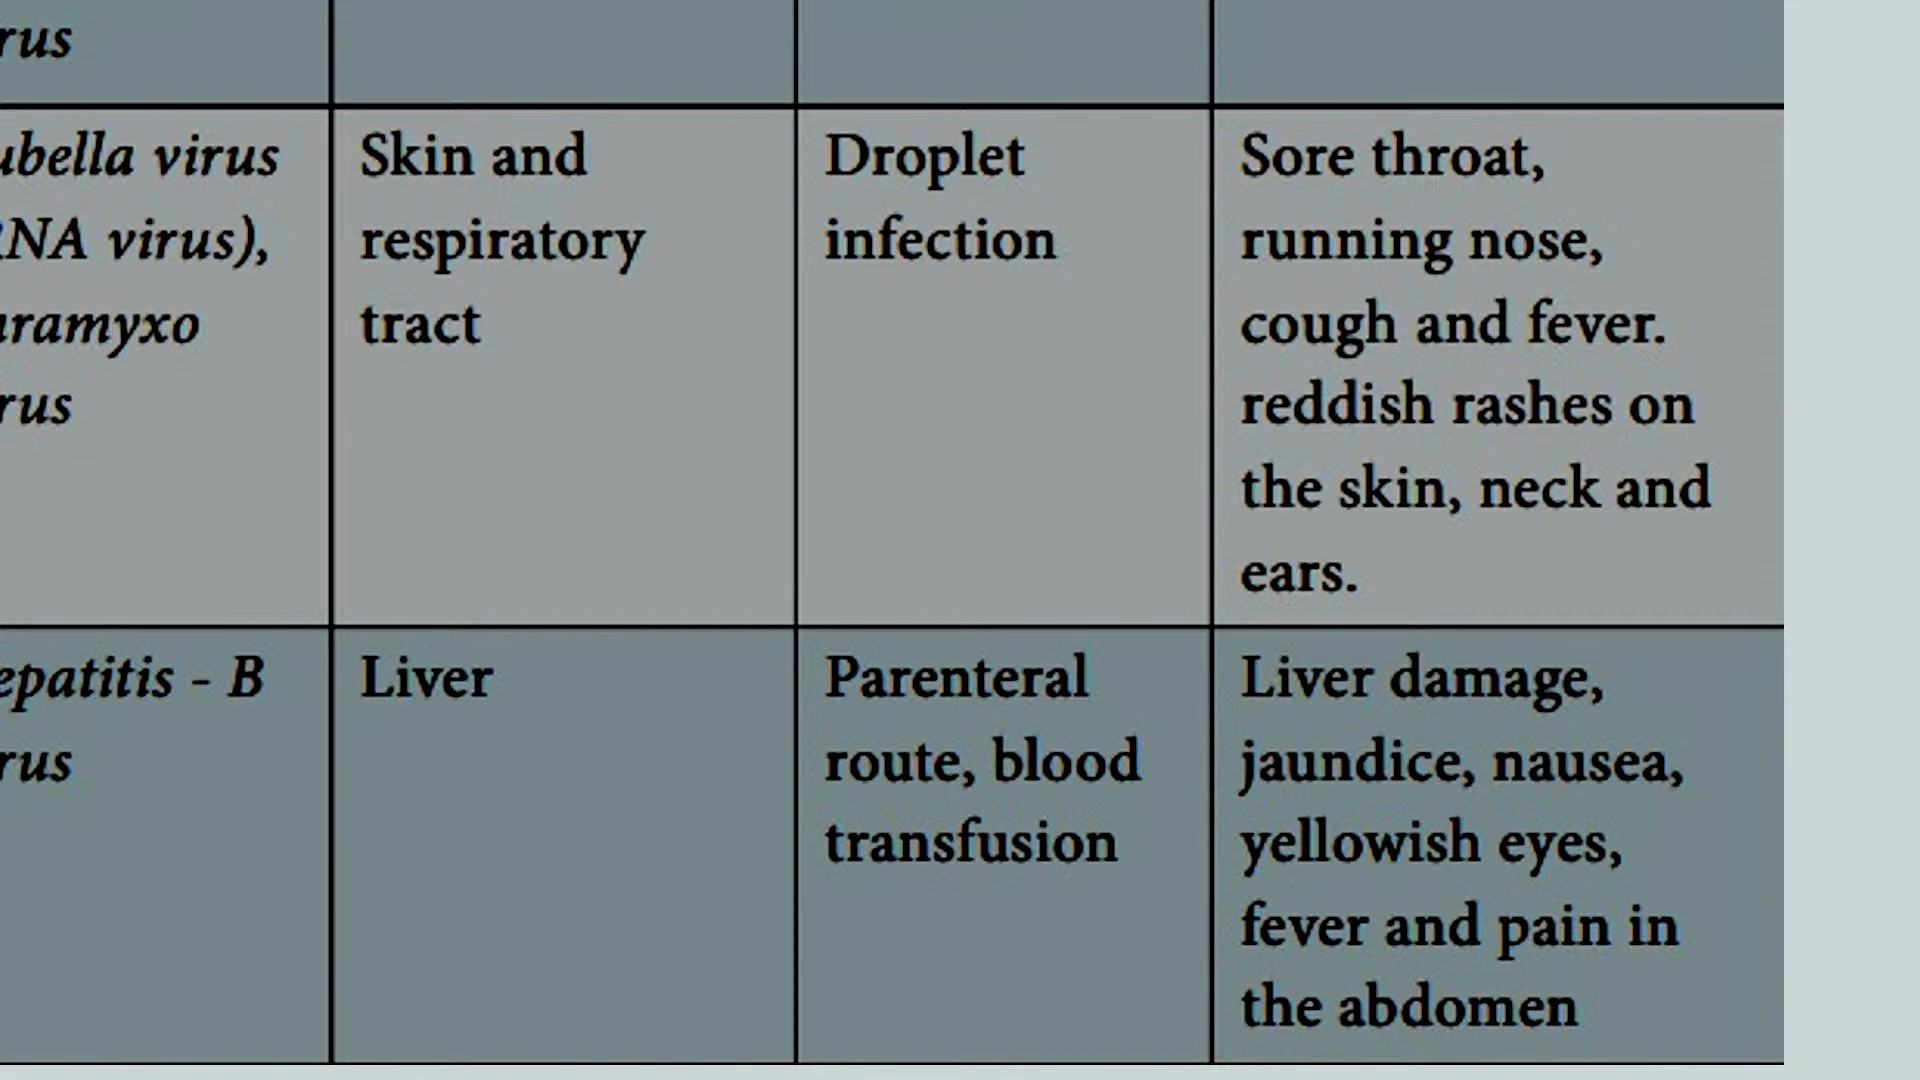 rus
ubella virus
NA virus),
aramyxo
rus
Skin and
respiratory
tract
Droplet
infection
Sore throat,
running nose,
cough and fever.
reddish rashes on
the skin, neck and
ears.
epatitis - B
rus
Liver
Parenteral
route, blood
transfusion
Liver damage,
jaundice, nausea,
yellowish eyes,
fever and pain in
the abdomen